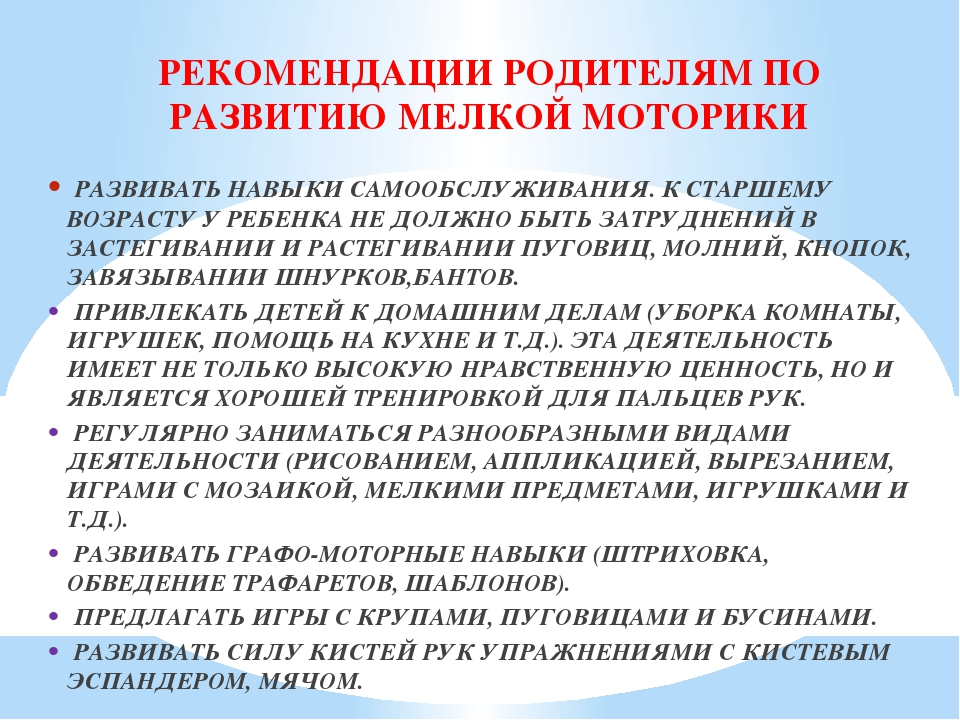 РЕКОМЕНДАЦИИ РОДИТЕЛЯМ ПО
РАЗВИТИЮ МЕЛКОЙ МОТОРИКИ
• РАЗВИВАТЬ НАВЫКИ САМООБСЛУЖИВАНИЯ. К СТАРШЕМУ
ВОЗРАСТУ У РЕБЕНКА НЕ ДОЛЖНО БЫТЬ ЗАТРУДНЕНИЙ В
ЗАСТЕГИВАНИИ И РАСТЕГИВАНИИ ПУГОВИЦ, МОЛНИЙ, КНОПОК,
ЗАВЯЗЫВАНИИ ШНУРКОВ,БАНТОВ.
• ПРИВЛЕКАТЬ ДЕТЕЙ К ДОМАШНИМ ДЕЛАМ (УБОРКА КОМНАТЫ,
ИГРУШЕК, ПОМОЩЬ НА КУХНЕ И Т.Д.). ЭТА ДЕЯТЕЛЬНОСТЬ
ИМЕЕТ НЕ ТОЛЬКО ВЫСОКУЮ НРАВСТВЕННУЮ ЦЕННОСТЬ, НО И
ЯВЛЯЕТСЯ ХОРОШЕЙ ТРЕНИРОВКОЙ ДЛЯ ПАЛЬЦЕВ РУК.
• РЕГУЛЯРНО ЗАНИМАТЬСЯ РАЗНООБРАЗНЫМИ ВИДАМИ
ДЕЯТЕЛЬНОСТИ (РИСОВАНИЕМ, АППЛИКАЦИЕЙ, ВЫРЕЗАНИЕМ,
ИГРАМИ С МОЗАИКОЙ, МЕЛКИМИ ПРЕДМЕТАМИ, ИГРУШКАМИ И
Т.Д.).
• РАЗВИВАТЬ ГРАФО-МОТОРНЫЕ НАВЫКИ (ШТРИХОВКА,
ОБВЕДЕНИЕ ТРАФАРЕТОВ, ШАБЛОНОВ).
• ПРЕДЛАГАТЬ ИГРЫ С КРУПАМИ, ПУГОВИЦАМИ И БУСИНАМИ.
• РАЗВИВАТЬ СИЛУ КИСТЕЙ РУК УПРАЖНЕНИЯМИ С КИСТЕВЫМ
ЭСПАНДЕРОМ, МЯЧОМ.